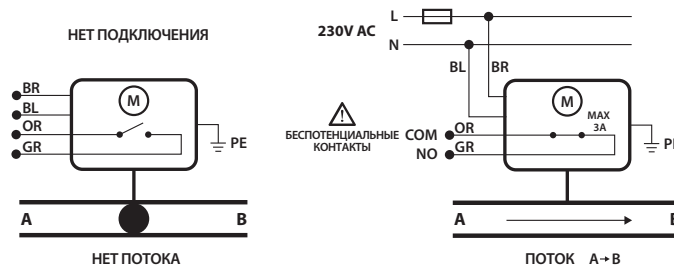 НЕТ ПОДКЛЮЧЕНИЯ
BR
BL
OR
GR
M
PE
A
B
НЕТ ПОТОКА
230V AC
L
N
BL
BR
M
MAX
3A
БЕСПОТЕНЦИАЛЬНЫЕ
КОНТАКТЫ
COM
OR
NO
GR
A
ПОТОК A→B